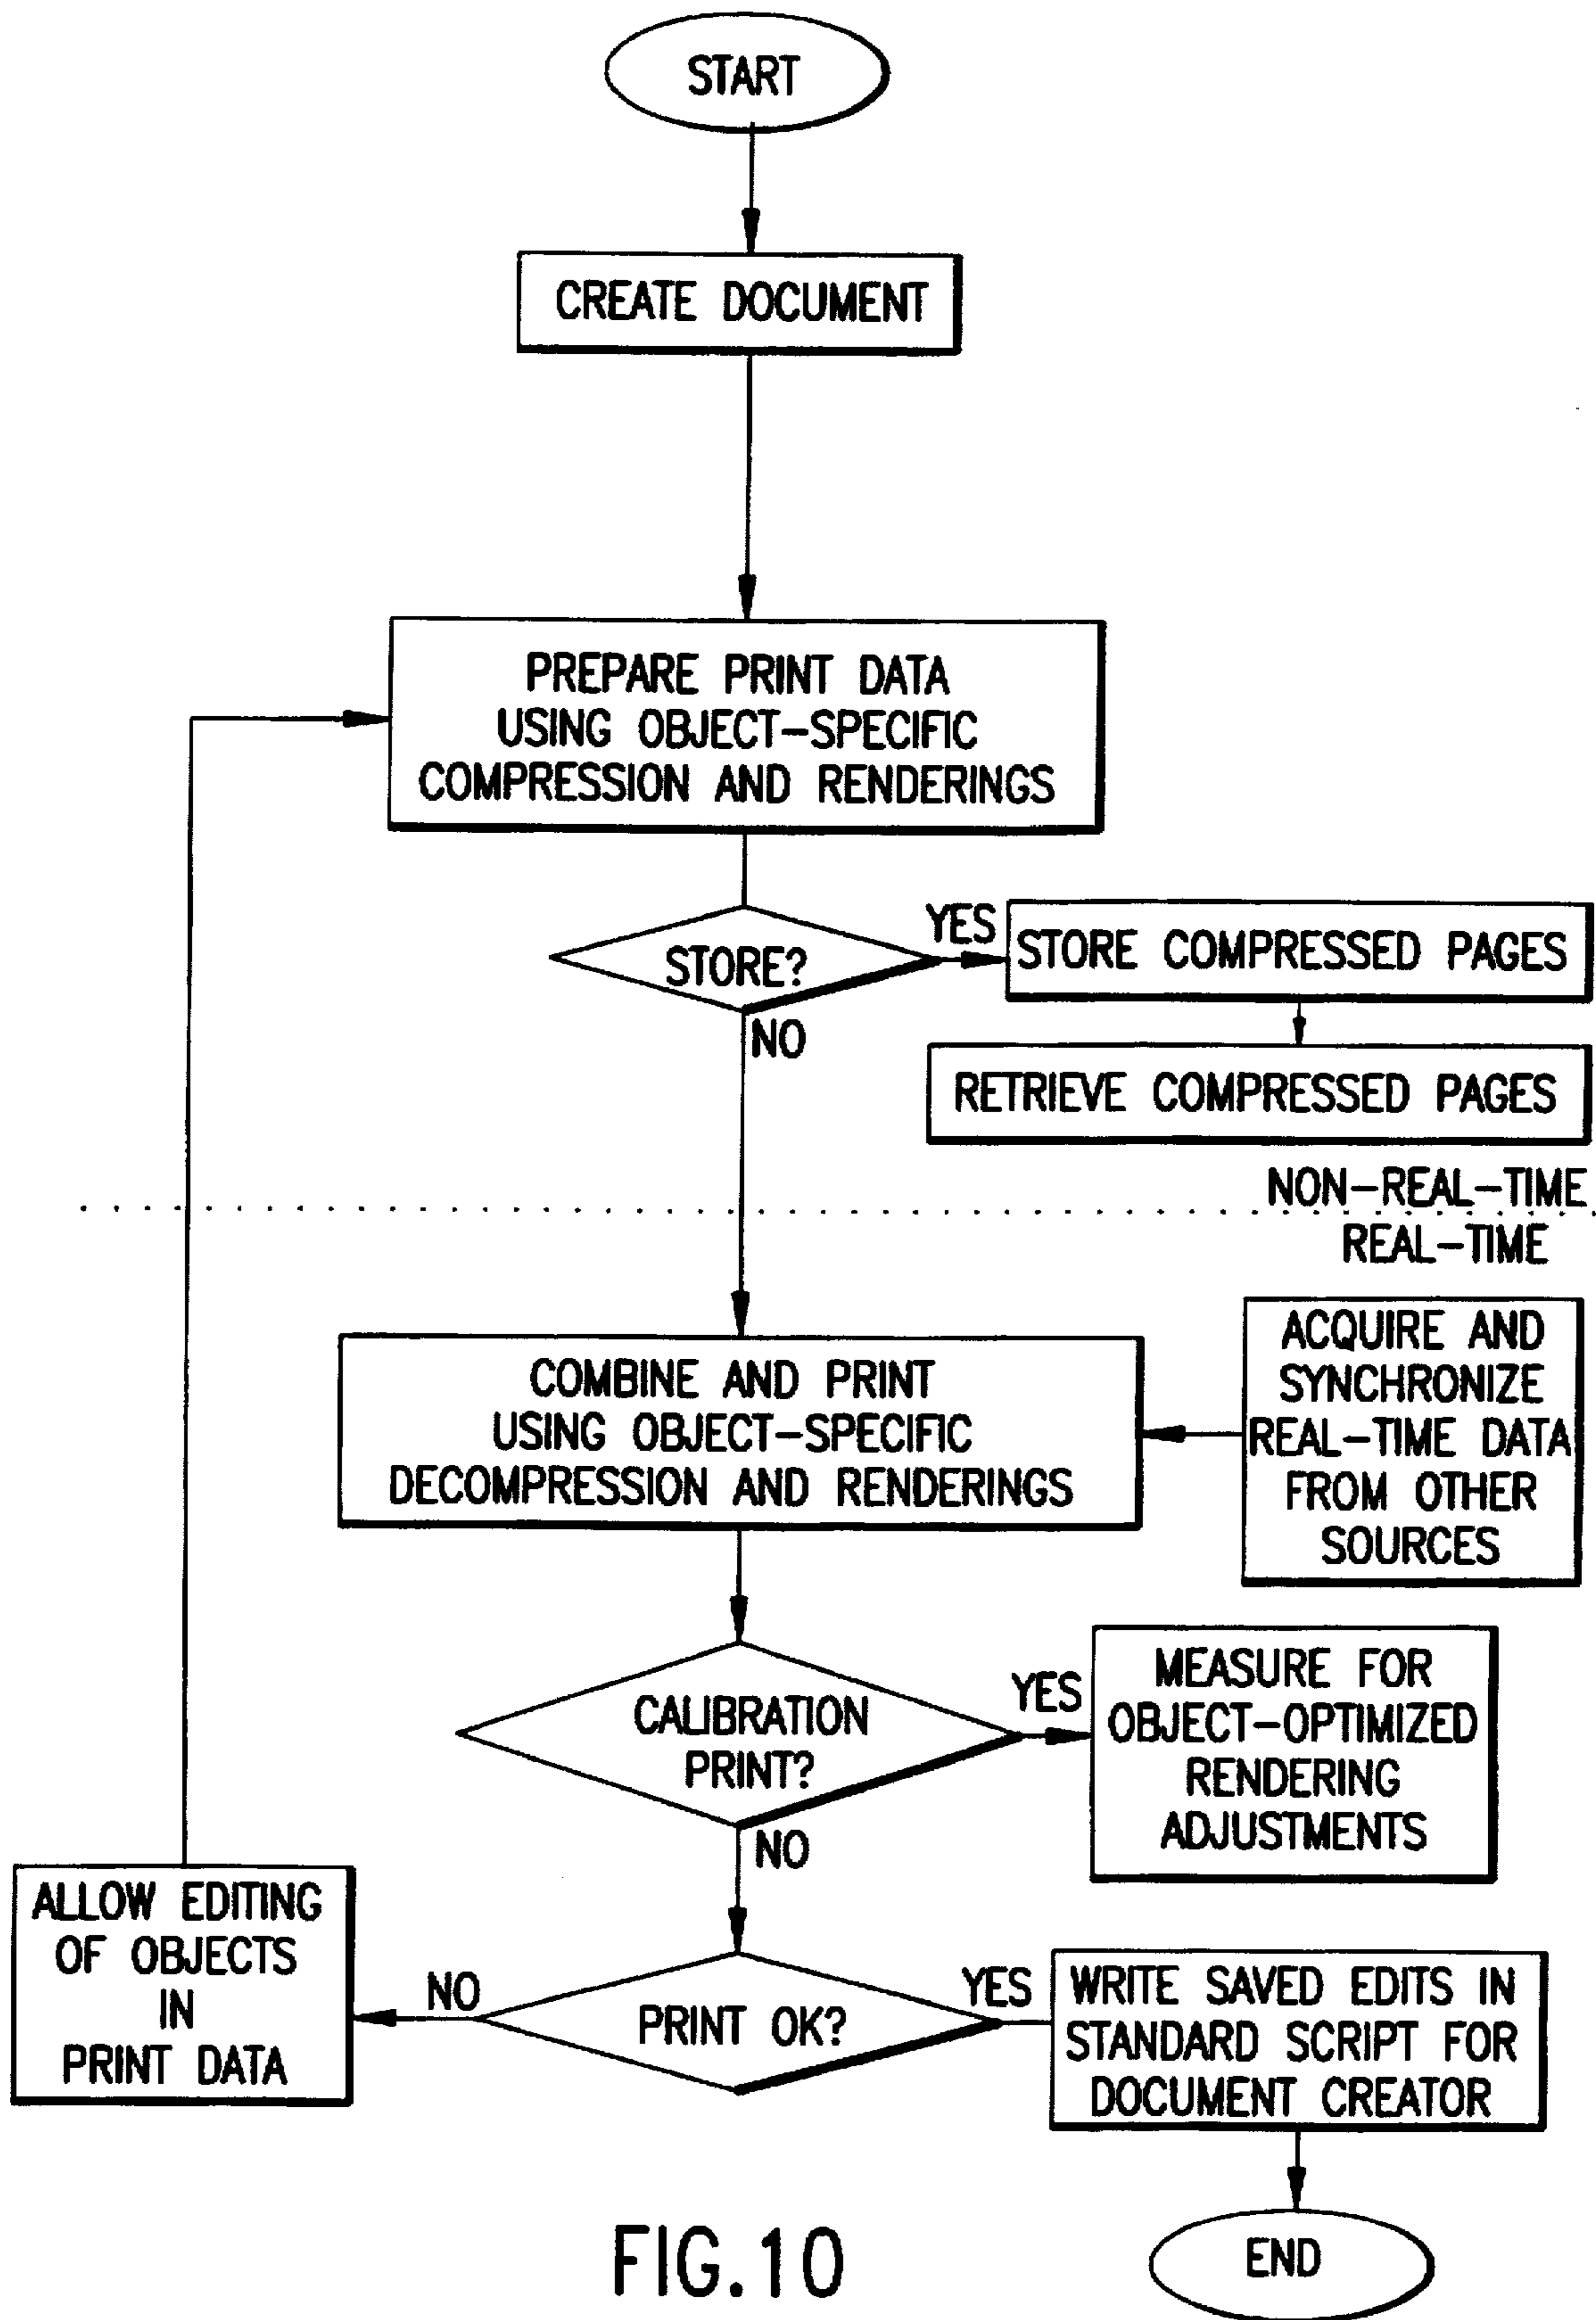 START
CREATE DOCUMENT
PREPARE PRINT DATA
USING OBJECT-SPECIFIC
COMPRESSION AND RENDERINGS
STORE?
YES
STORE COMPRESSED PAGES
NO
RETRIEVE COMPRESSED PAGES
NON-REAL-TIME
REAL-TIME
COMBINE AND PRINT
USING OBJECT-SPECIFIC
DECOMPRESSION AND RENDERINGS
ACQUIRE AND
SYNCHRONIZE
REAL-TIME DATA
FROM OTHER
SOURCES
CALIBRATION
PRINT?
YES
MEASURE FOR
OBJECT-OPTIMIZED
RENDERING
ADJUSTMENTS
NO
ALLOW EDITING
OF OBJECTS
IN
PRINT DATA
NO
PRINT OK?
YES
WRITE SAVED EDITS IN
STANDARD SCRIPT FOR
DOCUMENT CREATOR
END
FIG.10